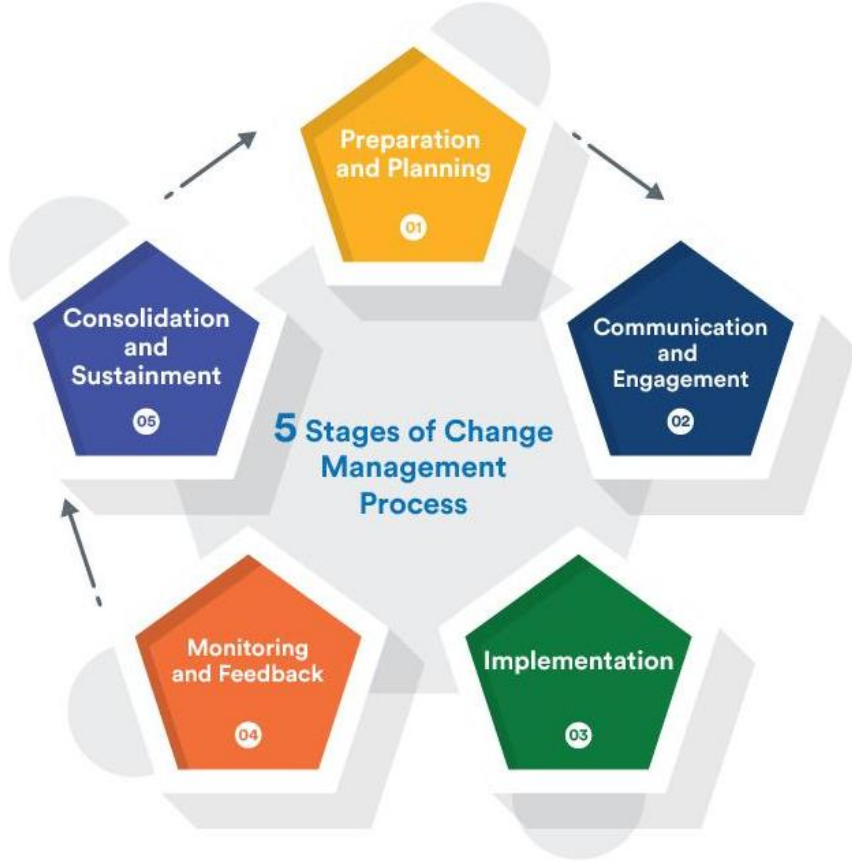 Preparation
and Planning
01
Communication
and
Engagement
02
Implementation
03
Monitoring
and Feedback
04
Consolidation
and
Sustainment
05
5 Stages of Change
Management
Process